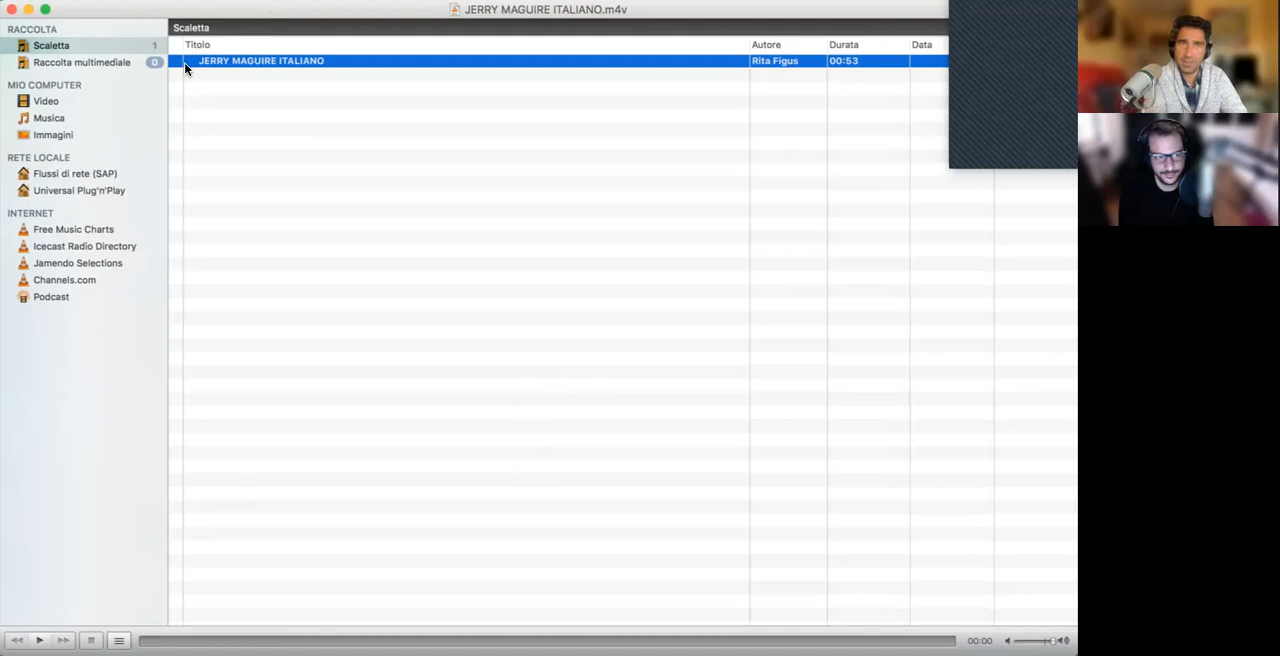 JERRY MAGUIRE ITALIANO.m4v
RACCOLTA
Scaletta 1
Raccolta multimediale 0
MIO COMPUTER
Video
Musica
Immagini
RETE LOCALE
Flussi di rete (SAP)
Universal Plug'n'Play
INTERNET
Free Music Charts
Icecast Radio Directory
Jamendo Selections
Channels.com
Podcast
Scaletta
Titolo Autore Durata Data
JERRY MAGUIRE ITALIANO Rita Figus 00:53
00:00